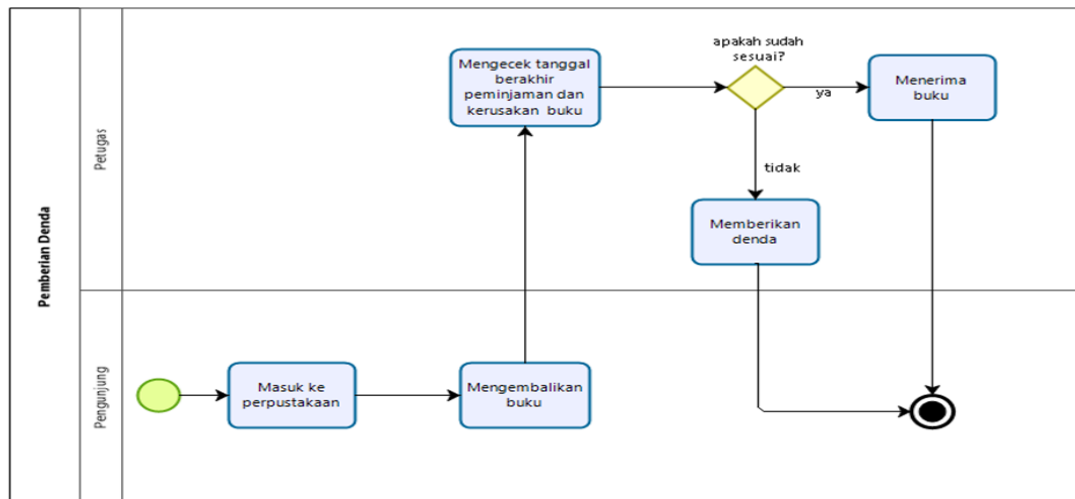 Pemberian Denda
Petugas
Mengecek tanggal
berakhir
peminjaman dan
kerusakan buku
apakah sudah
sesuai?
ya
Menerima
buku
tidak
Memberikan
denda
Pengunjung
Masuk ke
perpustakaan
Mengembalikan
buku